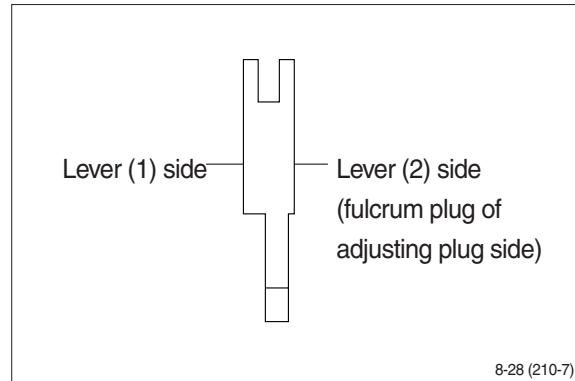 Lever (1) side
Lever (2) side
(fulcrum plug of
adjusting plug side)
8-28 (210-7)